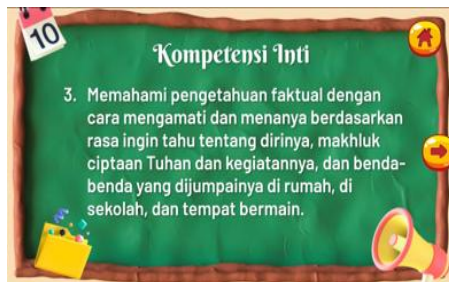 10
Kompetensi Inti
3. Memahami pengetahuan faktual dengan
cara mengamati dan menanya berdasarkan
rasa ingin tahu tentang dirinya, makhluk
ciptaan Tuhan dan kegiatannya, dan benda-
benda yang dijumpainya di rumah, di
sekolah, dan tempat bermain.